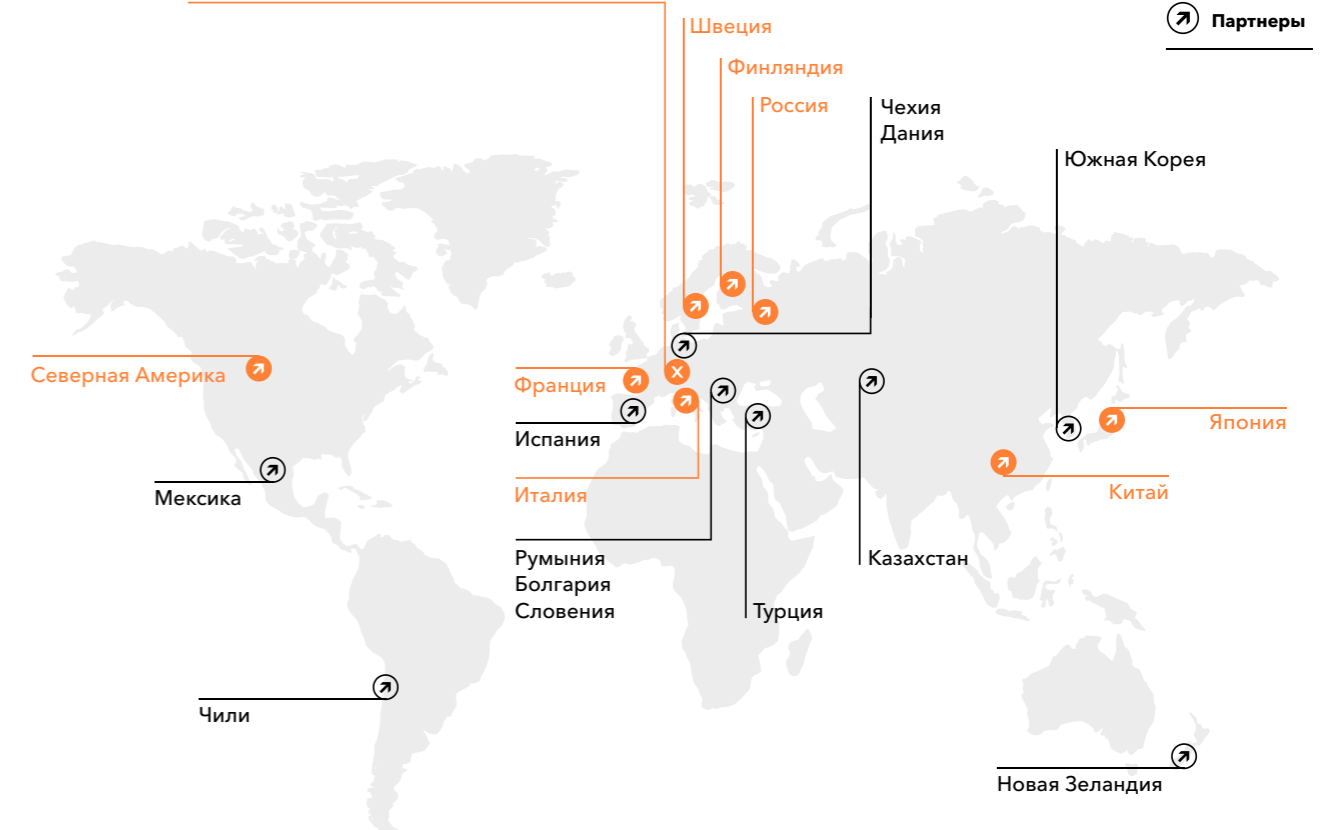 Партнеры
Швеция
Финляндия
Россия
Чехия
Дания
Южная Корея
Северная Америка
Франция
Испания
Италия
Япония
Китай
Мексика
Румыния
Болгария
Словения
Казахстан
Турция
Чили
Новая Зеландия